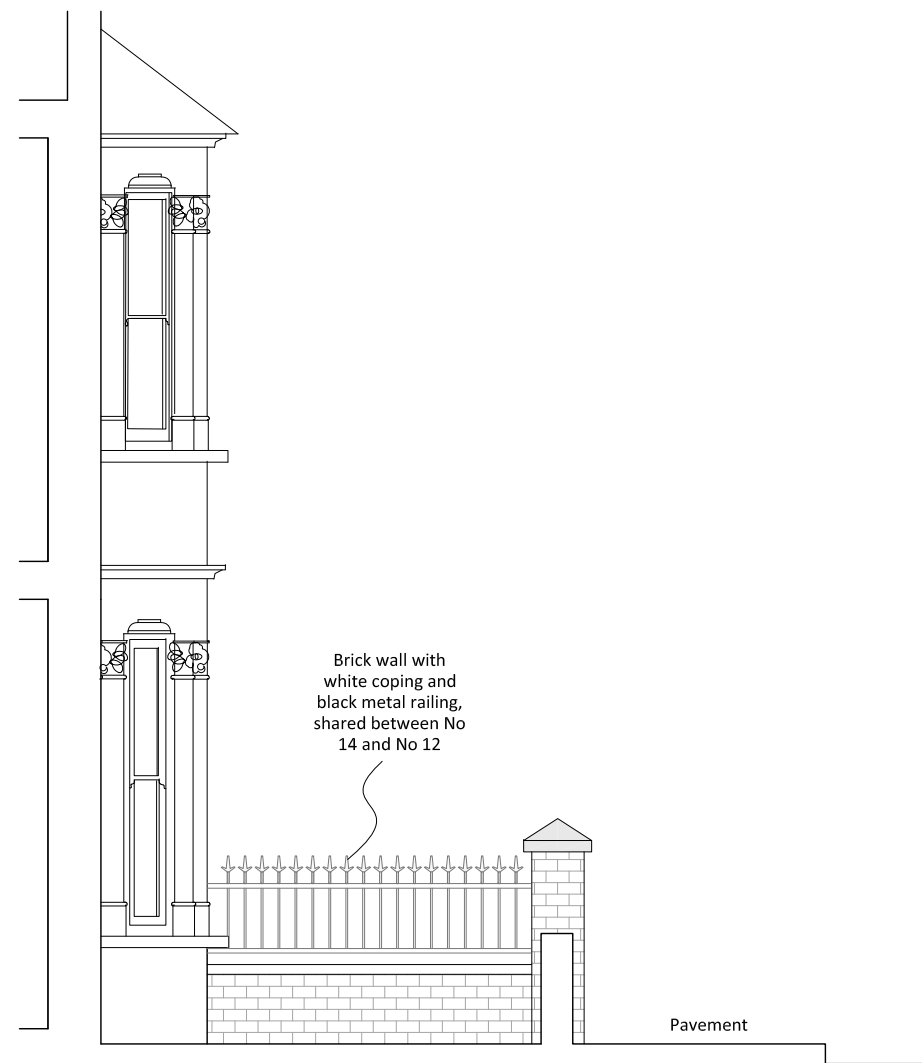 Brick wall with
white coping and
black metal railing,
shared between No
14 and No 12
Pavement